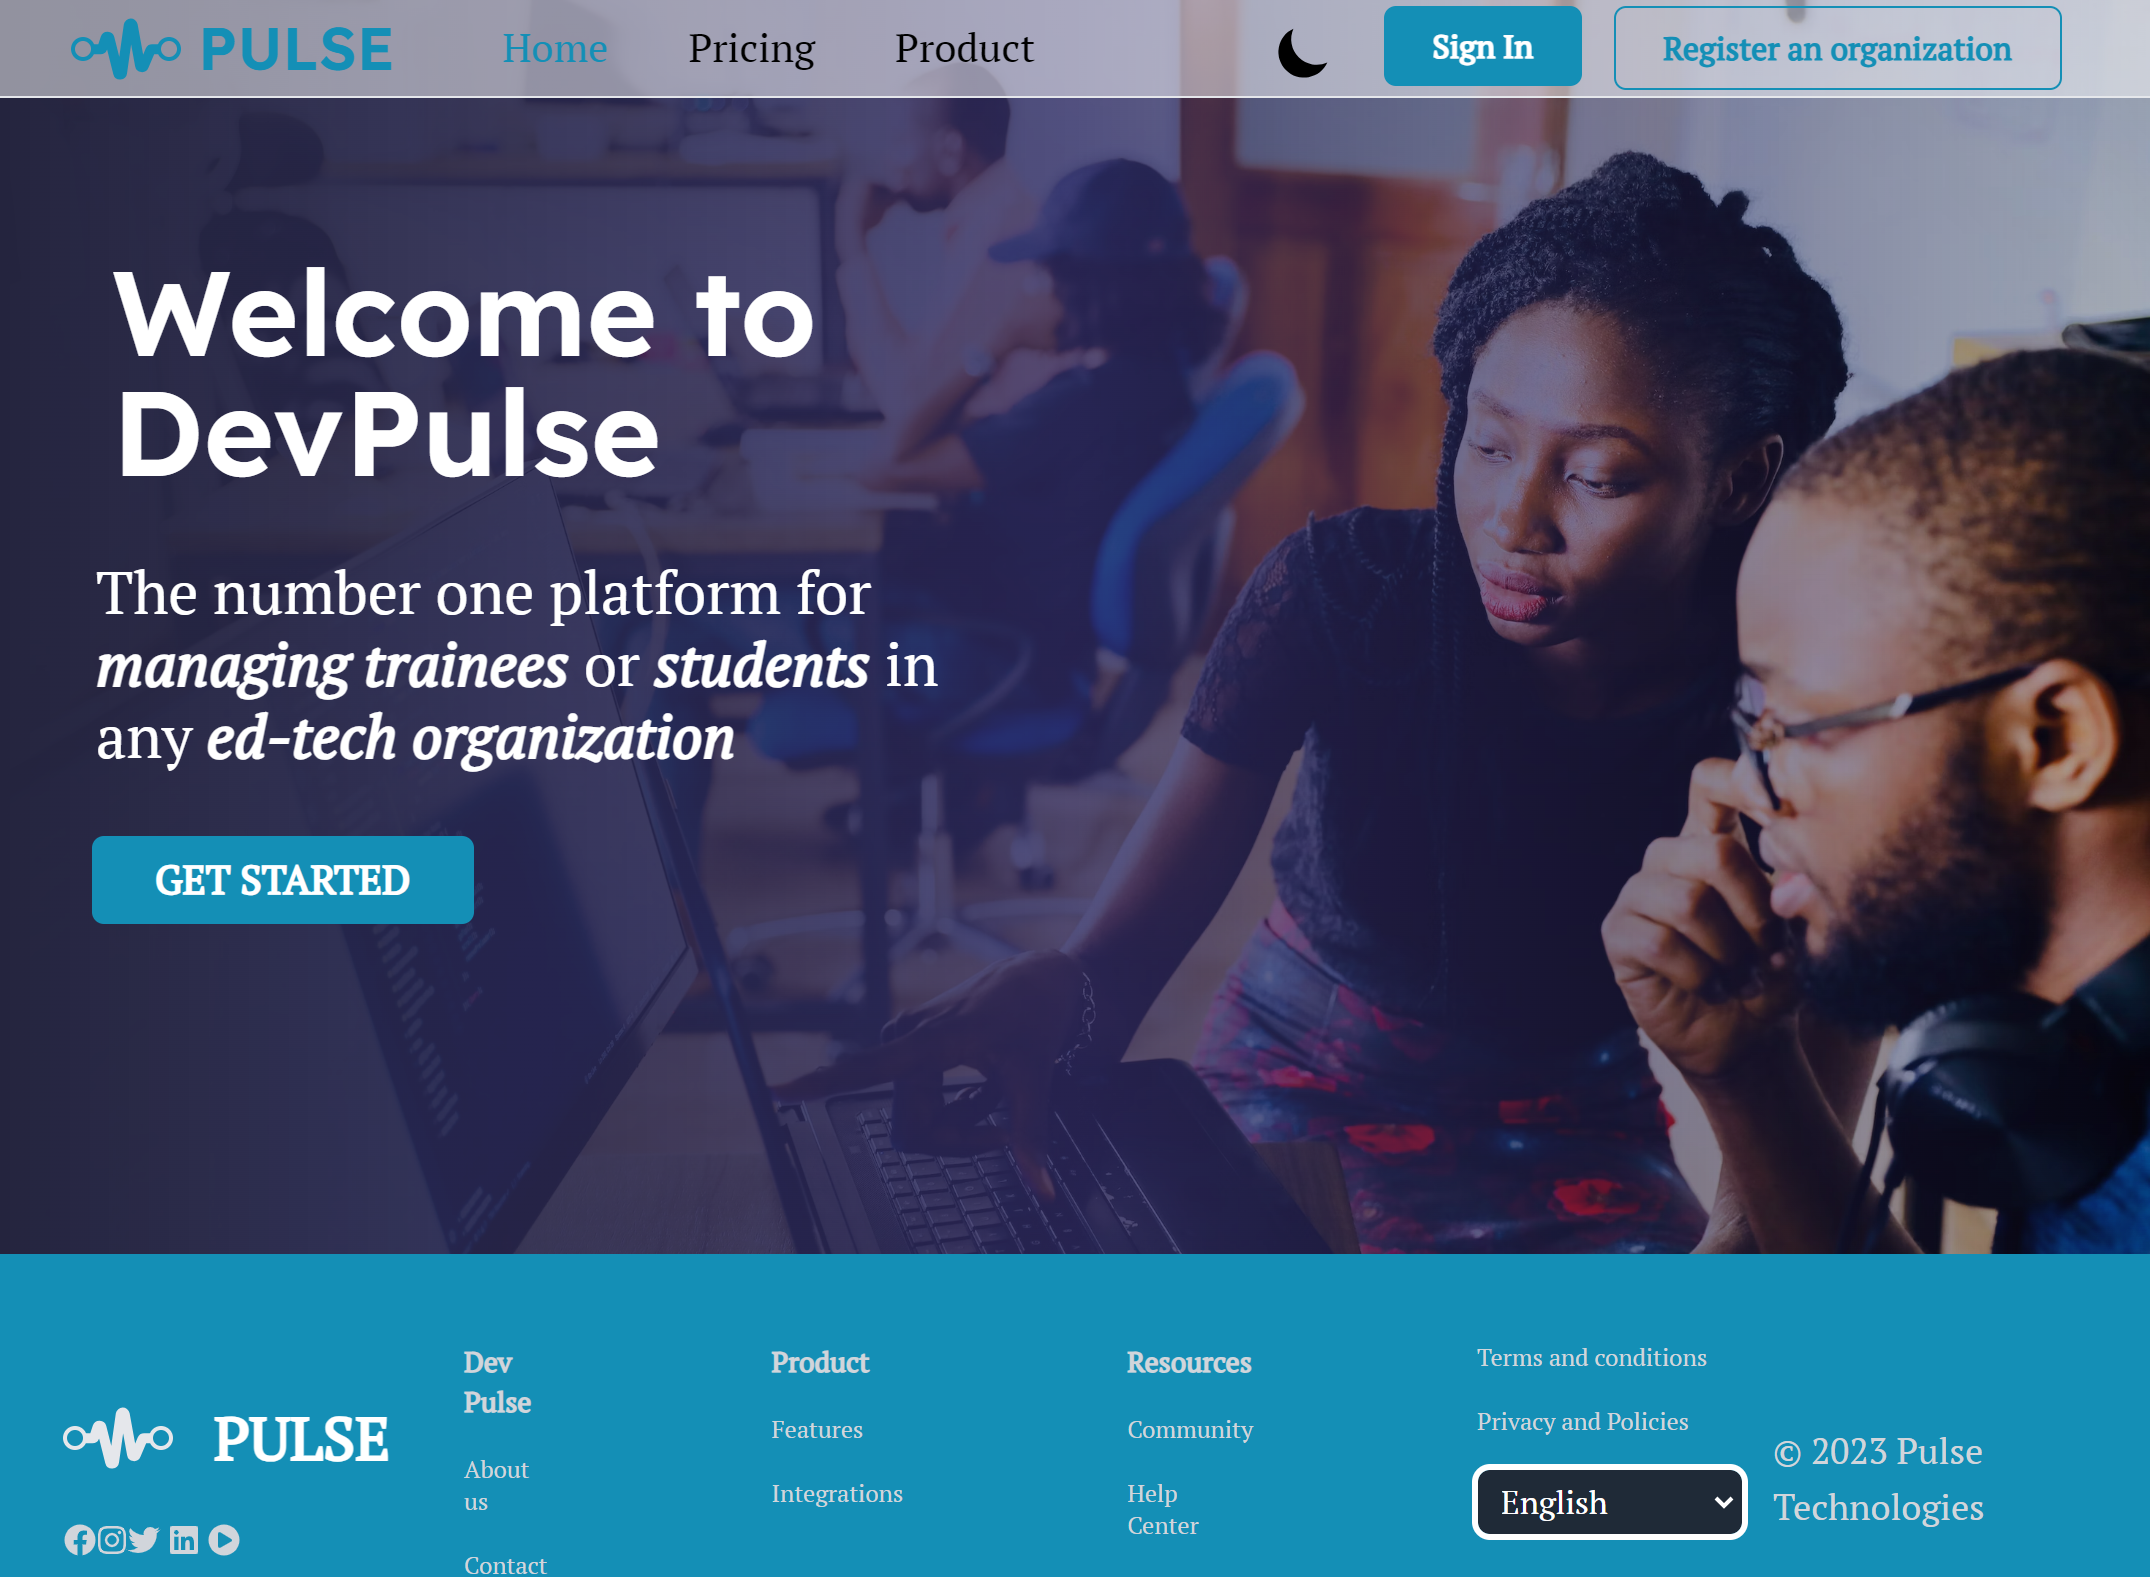 PULSE
Home
Pricing
Product
Sign In
Register an organization
Welcome to
DevPulse
The number one platform for
managing trainees or students in
any ed-tech organization
GET STARTED
PULSE
Dev
Pulse
About
us
Contact
Product
Features
Integrations
Resources
Community
Help
Center
Terms and conditions
Privacy and Policies
English
© 2023 Pulse
Technologies